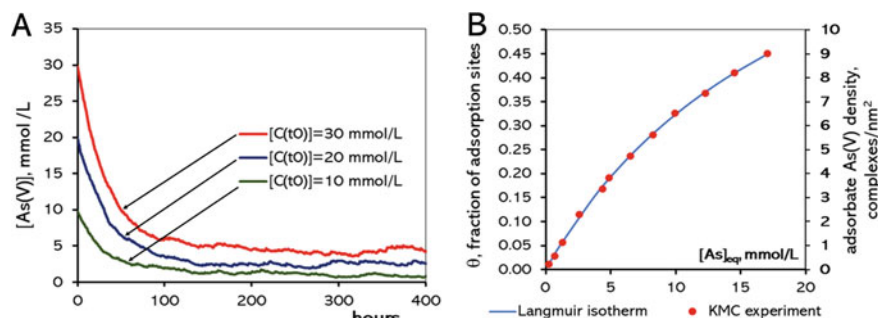 A
35
30
25
20
15
10
5
0
[As(V)], mmol /L
[C(t0)]=30 mmol/L
[C(t0)]=20 mmol/L
[C(t0)]=10 mmol/L
0 100 200 300 400
hours
B
0.50
0.45
0.40
0.35
0.30
0.25
0.20
0.15
0.10
0.05
0.00
θ, fraction of adsorption sites
10
9
8
7
6
5
4
3
2
1
0
adsorbate As(V) density,
complexes/nm²
[As]eq, mmol/L
0 5 10 15 20
Langmuir isotherm KMC experiment